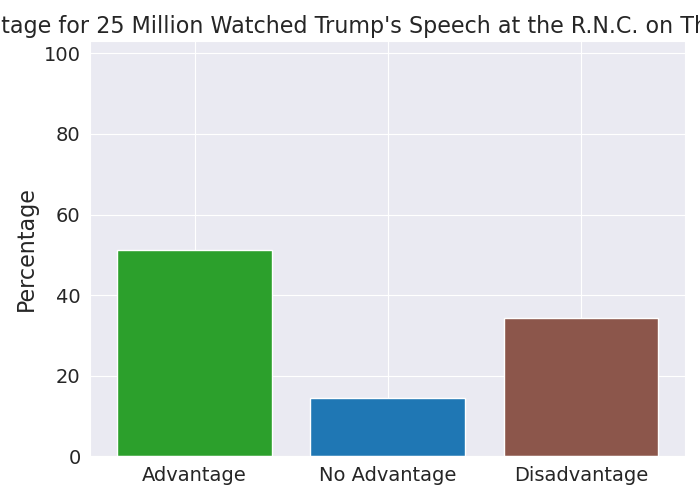 tage for 25 Million Watched Trump's Speech at the R.N.C. on Th
100
80
60
40
20
0
Percentage
Advantage No Advantage Disadvantage